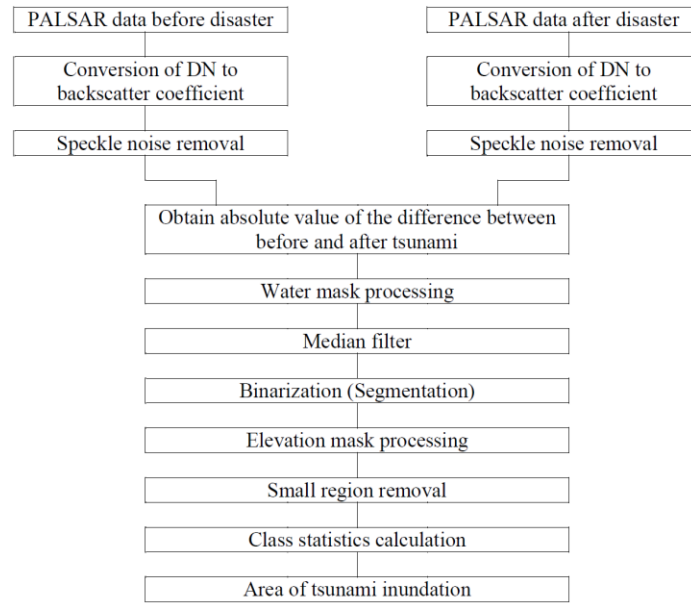 PALSAR data before disaster
PALSAR data after disaster
Conversion of DN to
backscatter coefficient
Conversion of DN to
backscatter coefficient
Speckle noise removal
Speckle noise removal
Obtain absolute value of the difference between
before and after tsunami
Water mask processing
Median filter
Binarization (Segmentation)
Elevation mask processing
Small region removal
Class statistics calculation
Area of tsunami inundation